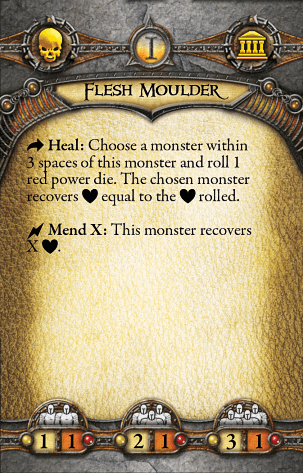 I
FLESH MOULDER
Heal: Choose a monster within
3 spaces of this monster and roll 1
red power die. The chosen monster
recovers ♥ equal to the ♥ rolled.
Mend X: This monster recovers
X ♥.
1 1 2 1 3 1